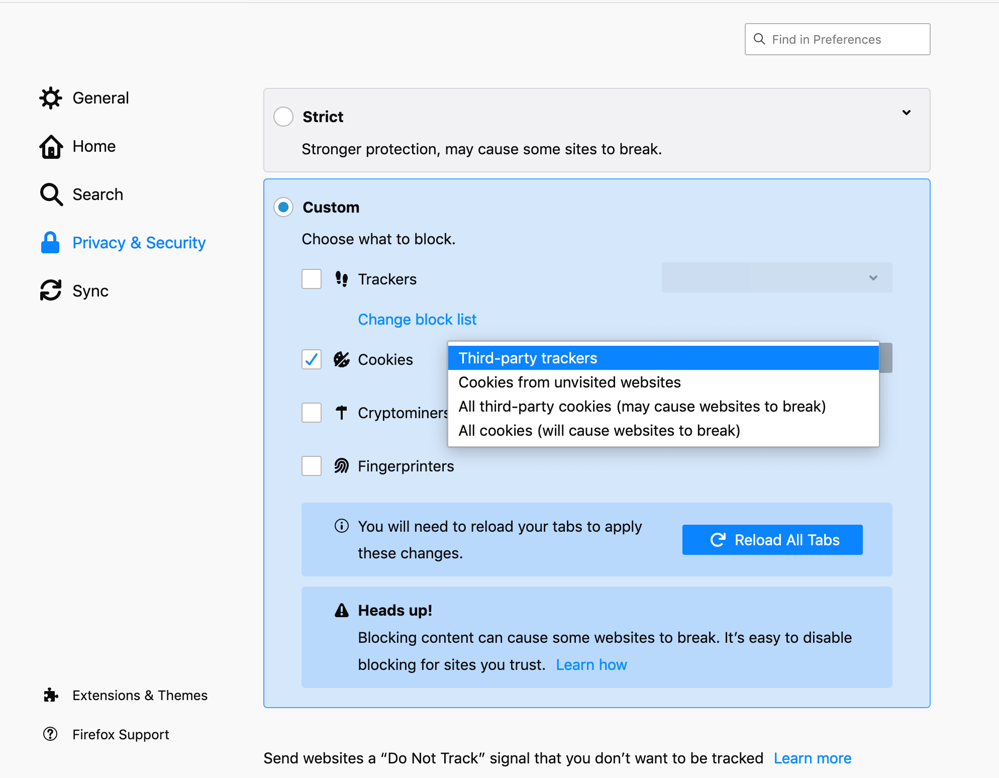 Find in Preferences
General
Home
Search
Privacy & Security
Sync
Extensions & Themes
Firefox Support
Strict
Stronger protection, may cause some sites to break.
Custom
Choose what to block.
Trackers
Change block list
Cookies
Third-party trackers
Cookies from unvisited websites
All third-party cookies (may cause websites to break)
All cookies (will cause websites to break)
Cryptominers
Fingerprinters
You will need to reload your tabs to apply
these changes.
Reload All Tabs
Heads up!
Blocking content can cause some websites to break. It’s easy to disable
blocking for sites you trust. Learn how
Send websites a “Do Not Track” signal that you don’t want to be tracked Learn more